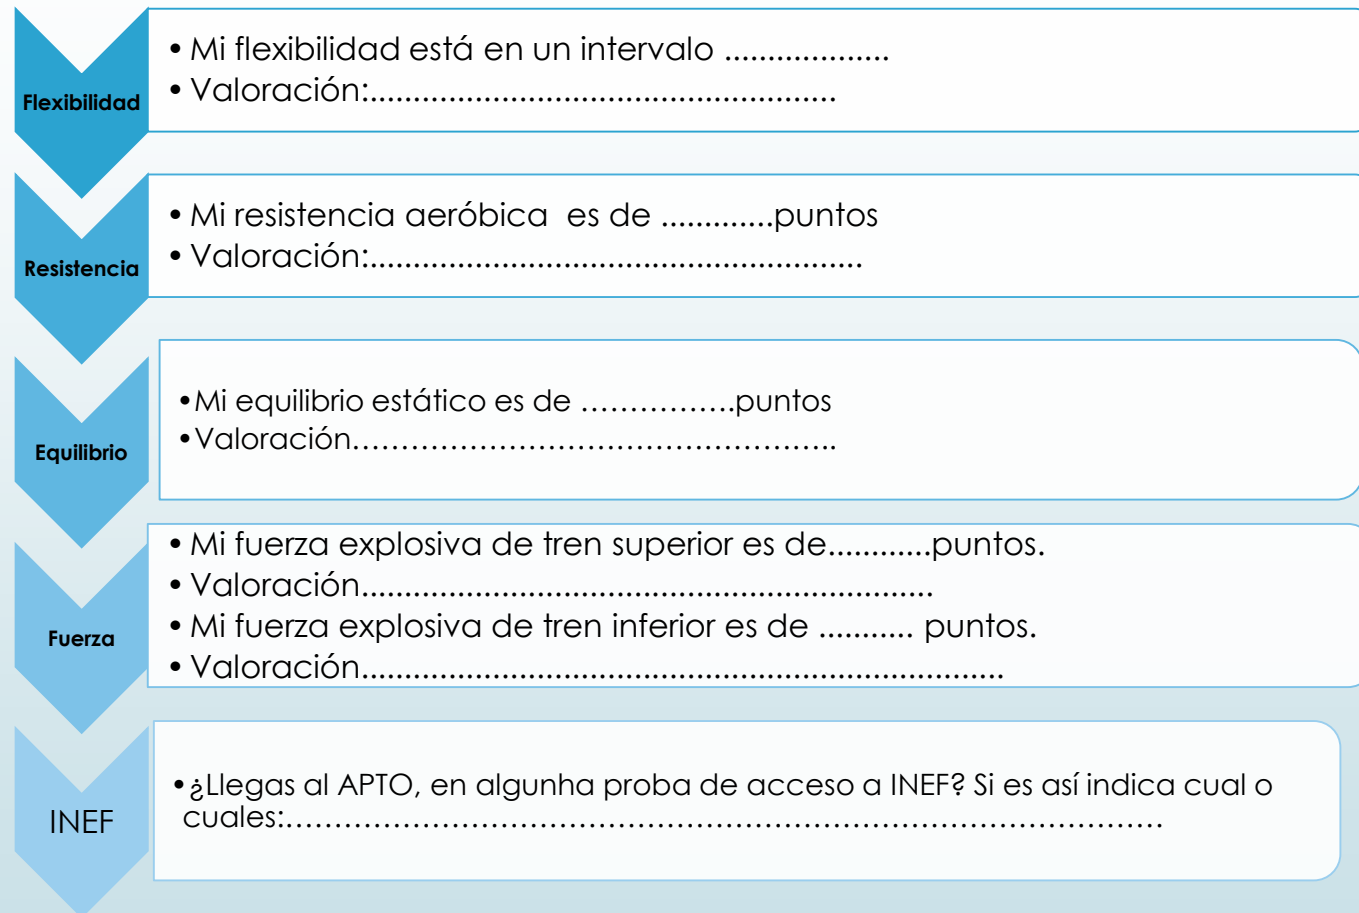 Flexibilidad
• Mi flexibilidad está en un intervalo ...................
• Valoración:......................................................
Resistencia
• Mi resistencia aeróbica  es de ............puntos
• Valoración:.........................................................
Equilibrio
•Mi equilibrio estático es de …………….puntos
•Valoración…………………………………………..
Fuerza
• Mi fuerza explosiva de tren superior es de............puntos.
• Valoración..................................................................
• Mi fuerza explosiva de tren inferior es de ........... puntos.
• Valoración..........................................................................
INEF
•¿Llegas al APTO, en algunha proba de acceso a INEF? Si es así indica cual o
cuales:………………………………………………………………………………